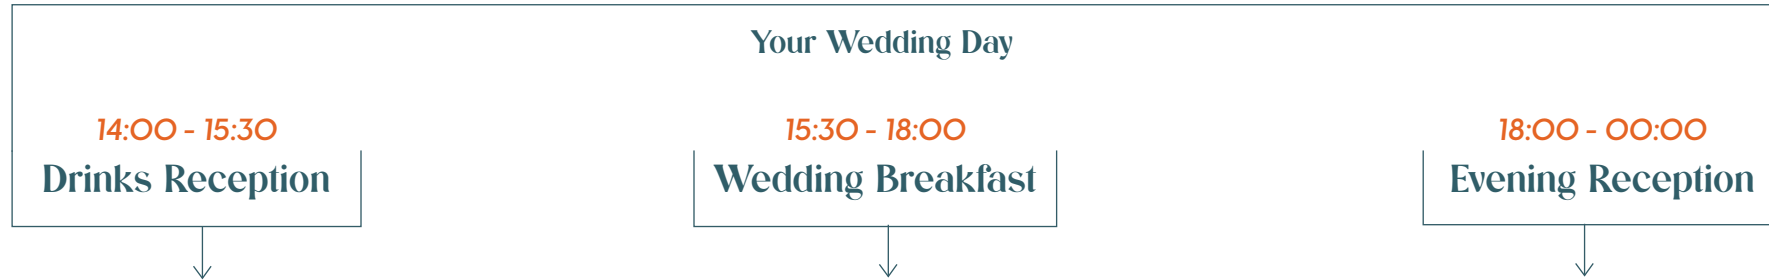 Your Wedding Day
14:00 - 15:30
Drinks Reception
15:30 - 18:00
Wedding Breakfast
18:00 - 00:00
Evening Reception